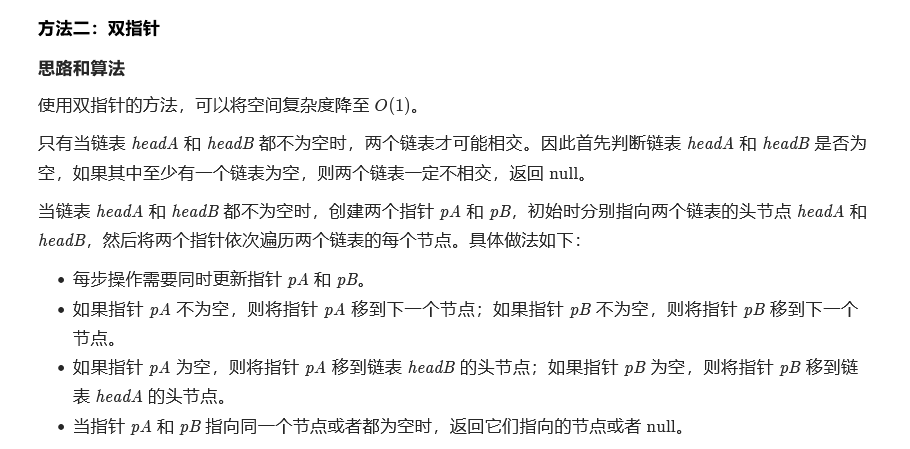 方法二：双指针
思路和算法
使用双指针的方法，可以将空间复杂度降至 O(1)。
只有当链表 headA 和 headB 都不为空时，两个链表才可能相交。因此首先判断链表 headA 和 headB 是否为
空，如果其中至少有一个链表为空，则两个链表一定不相交，返回 null。
当链表 headA 和 headB 都不为空时，创建两个指针 pA 和 pB，初始时分别指向两个链表的头节点 headA 和
headB，然后将两个指针依次遍历两个链表的每个节点。具体做法如下：
• 每步操作需要同时更新指针 pA 和 pB。
• 如果指针 pA 不为空，则将指针 pA 移到下一个节点；如果指针 pB 不为空，则将指针 pB 移到下一个
节点。
• 如果指针 pA 为空，则将指针 pA 移到链表 headB 的头节点；如果指针 pB 为空，则将指针 pB 移到链
表 headA 的头节点。
• 当指针 pA 和 pB 指向同一个节点或者都为空时，返回它们指向的节点或者 null。